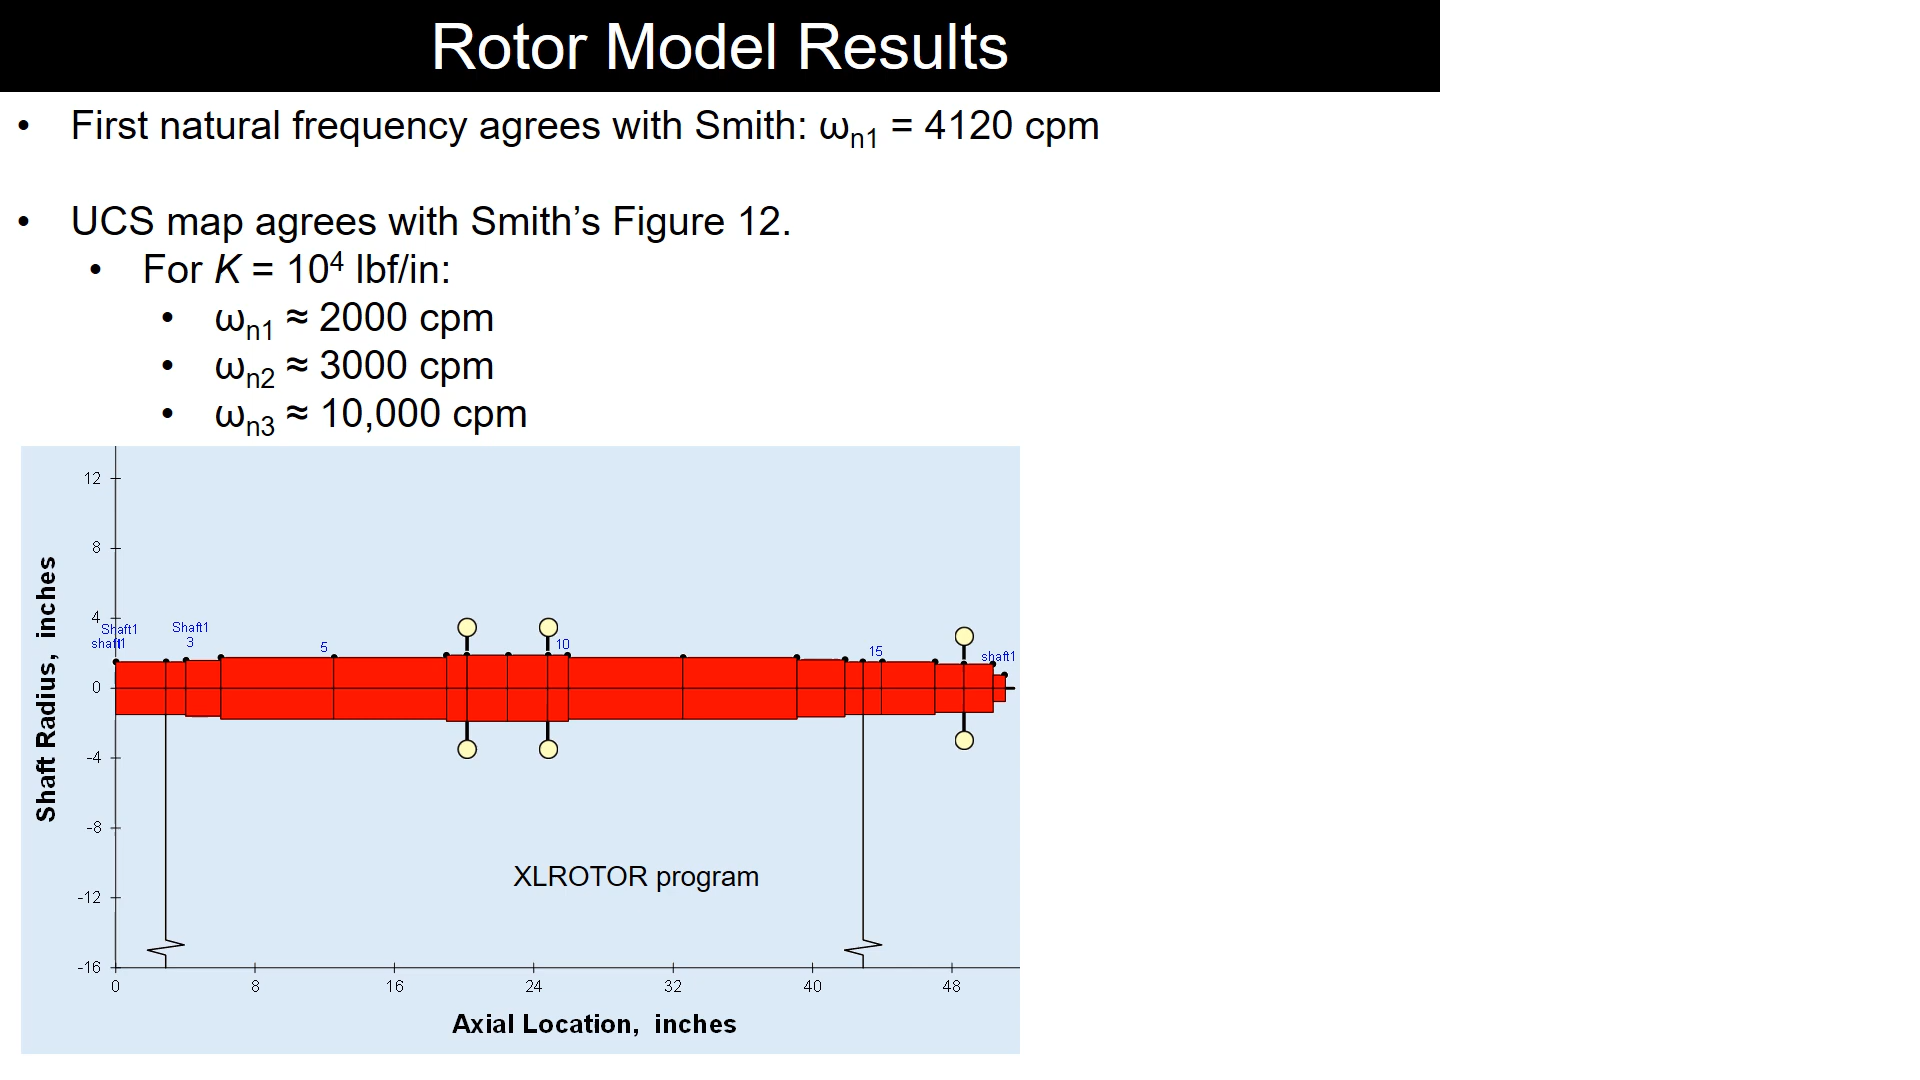 Rotor Model Results
• First natural frequency agrees with Smith: ωn1 = 4120 cpm
• UCS map agrees with Smith’s Figure 12.
• For K = 10⁴ lbf/in:
• ωn1 ≈ 2000 cpm
• ωn2 ≈ 3000 cpm
• ωn3 ≈ 10,000 cpm
12
8
4
0
-4
-8
-12
-16
Shaft Radius, inches
Shaft1
shaft1
Shaft1
3
5
10
15
shaft1
XLROTOR program
0 8 16 24 32 40 48
Axial Location, inches